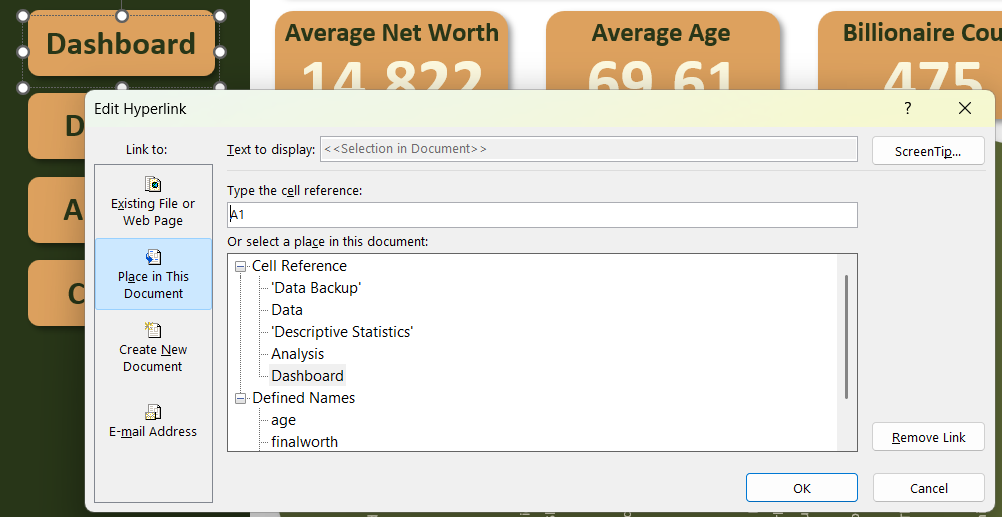 Dashboard
Average Net Worth
14,822
Average Age
69.61
Billionaire Cou
475
D
A
C
Edit Hyperlink
?
Link to:
Text to display:
<<Selection in Document>>
ScreenTip...
Existing File or
Web Page
Place in This
Document
Create New
Document
E-mail Address
Type the cell reference:
A1
Or select a place in this document:
Cell Reference
'Data Backup'
Data
'Descriptive Statistics'
Analysis
Dashboard
Defined Names
age
finalworth
Remove Link
OK
Cancel